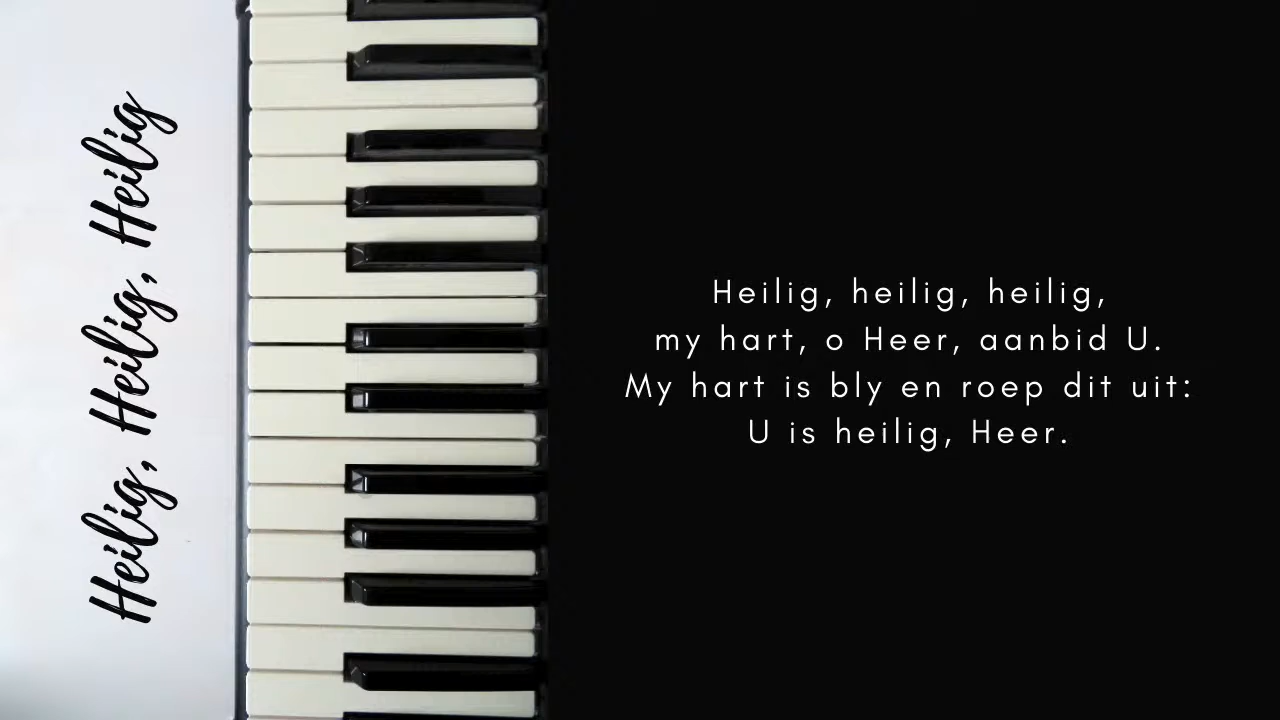 Heilig, Heilig, Heilig
Heilig, heilig, heilig,
my hart, o Heer, aanbid U.
My hart is bly en roep dit uit:
U is heilig, Heer.